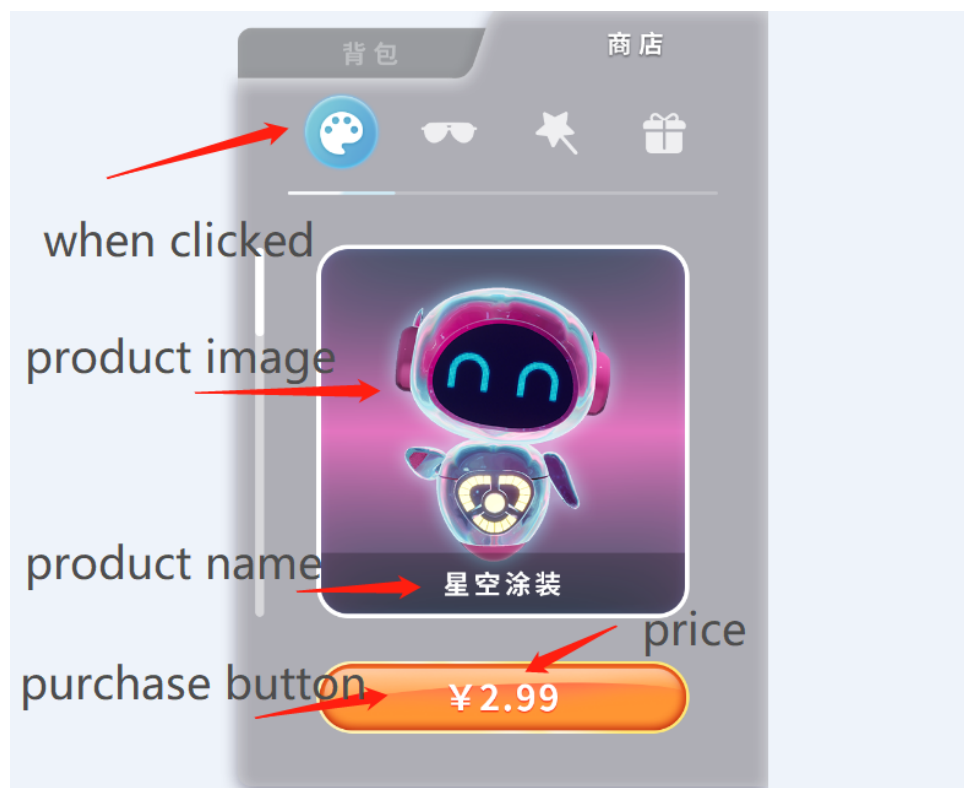 背包
商店
when clicked
product image
product name
星空涂装
price
purchase button
￥2.99